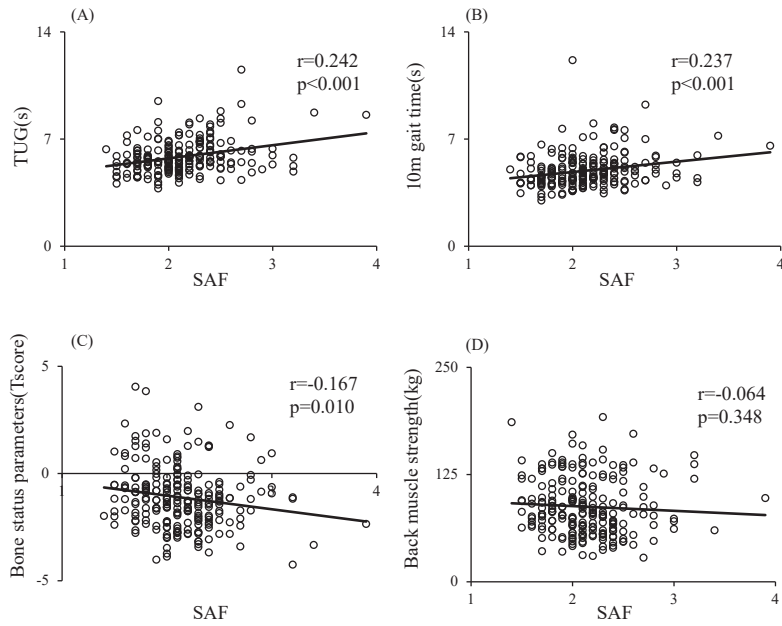 (A)
14
7
0
TUG(s)
r=0.242
p<0.001
1
2
3
4
SAF
(B)
14
7
0
10m gait time(s)
r=0.237
p<0.001
1
2
3
4
SAF
(C)
5
0
-5
Bone status parameters(Tscore)
r=-0.167
p=0.010
1
4
SAF
(D)
250
125
0
Back muscle strength(kg)
r=-0.064
p=0.348
1
2
3
4
SAF